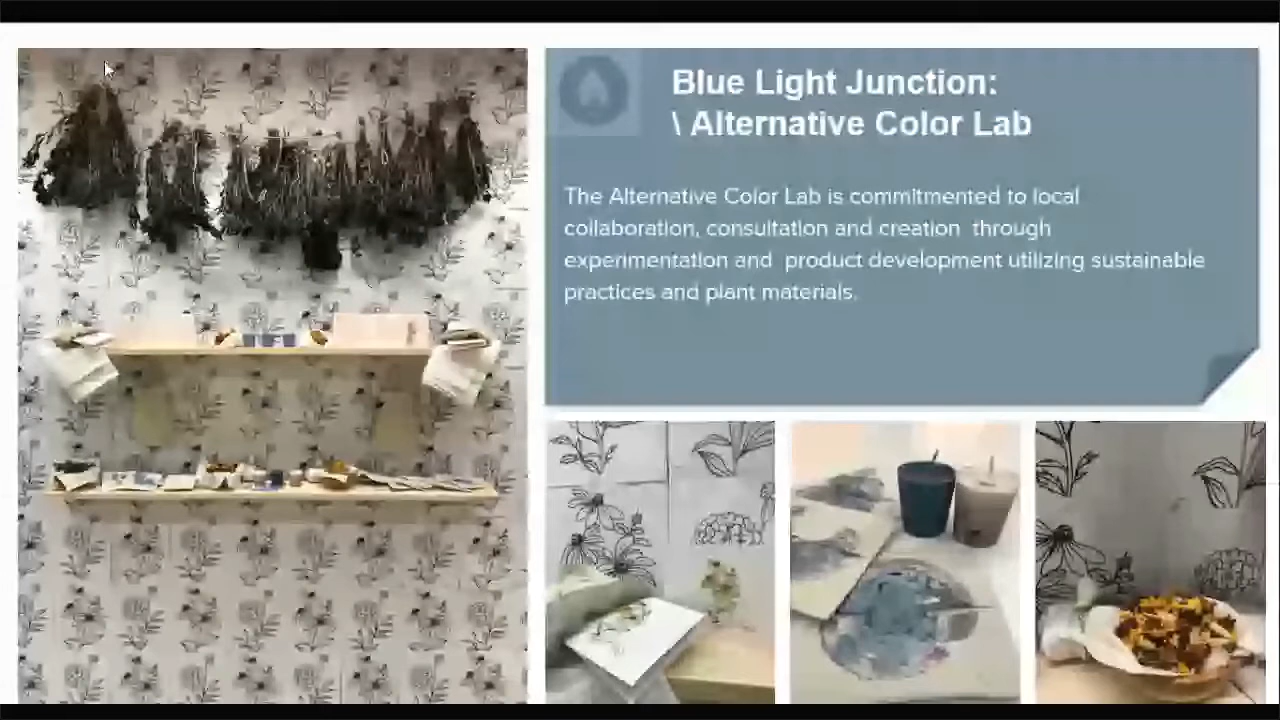 Blue Light Junction:
\ Alternative Color Lab
The Alternative Color Lab is commitmented to local
collaboration, consultation and creation  through
experimentation and  product development utilizing sustainable
practices and plant materials.